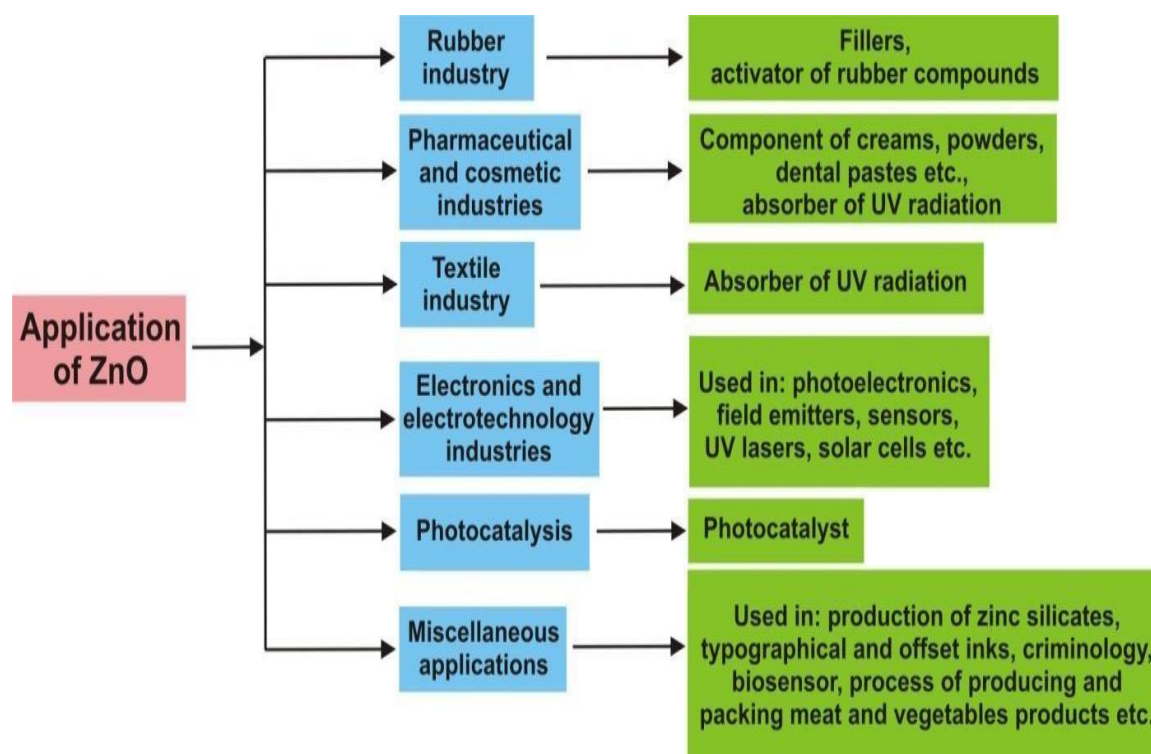 Application
of ZnO
Rubber
industry
Fillers,
activator of rubber compounds
Pharmaceutical
and cosmetic
industries
Component of creams, powders,
dental pastes etc.,
absorber of UV radiation
Textile
industry
Absorber of UV radiation
Electronics and
electrotechnology
industries
Used in: photoelectronics,
field emitters, sensors,
UV lasers, solar cells etc.
Photocatalysis
Photocatalyst
Miscellaneous
applications
Used in: production of zinc silicates,
typographical and offset inks, criminology,
biosensor, process of producing and
packing meat and vegetables products etc.